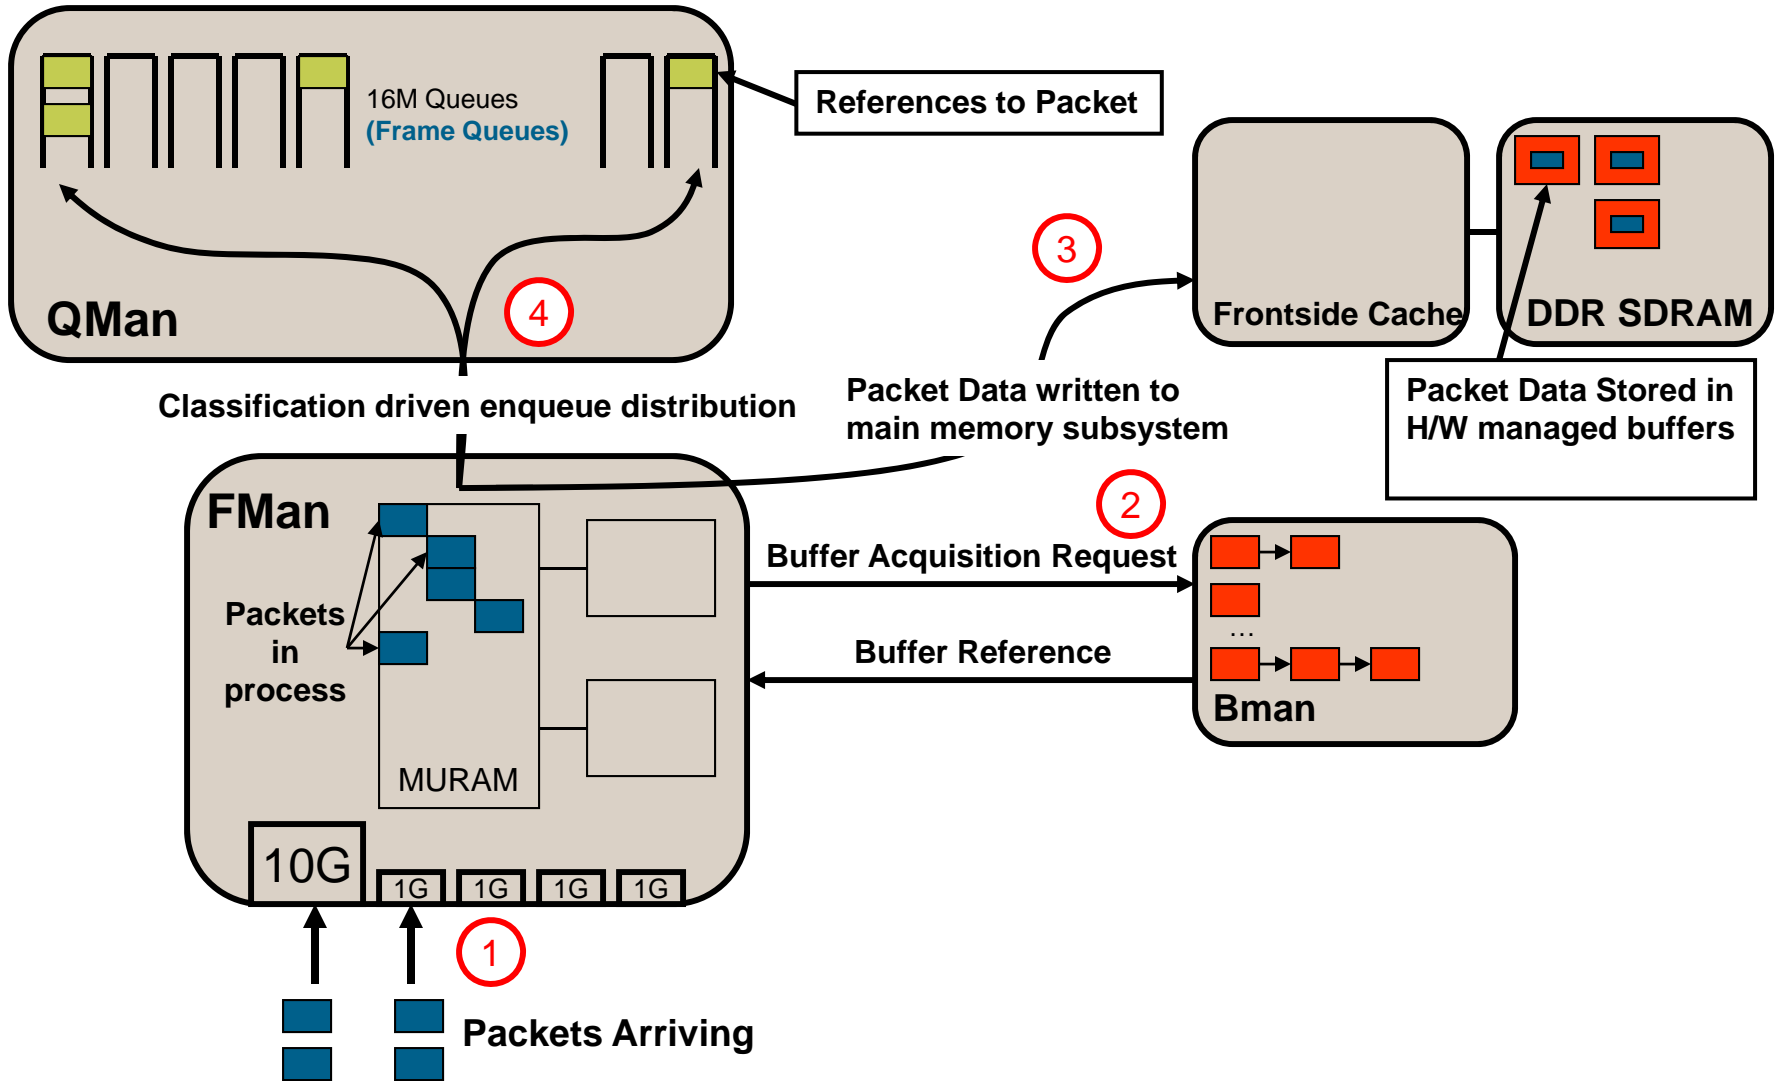 16M Queues
(Frame Queues)
References to Packet
QMan
4
3
Frontside Cache
DDR SDRAM
Classification driven enqueue distribution
Packet Data written to
main memory subsystem
Packet Data Stored in
H/W managed buffers
FMan
2
Buffer Acquisition Request
Packets
in
process
Buffer Reference
...
Bman
MURAM
10G
1G
1G
1G
1G
1
Packets Arriving